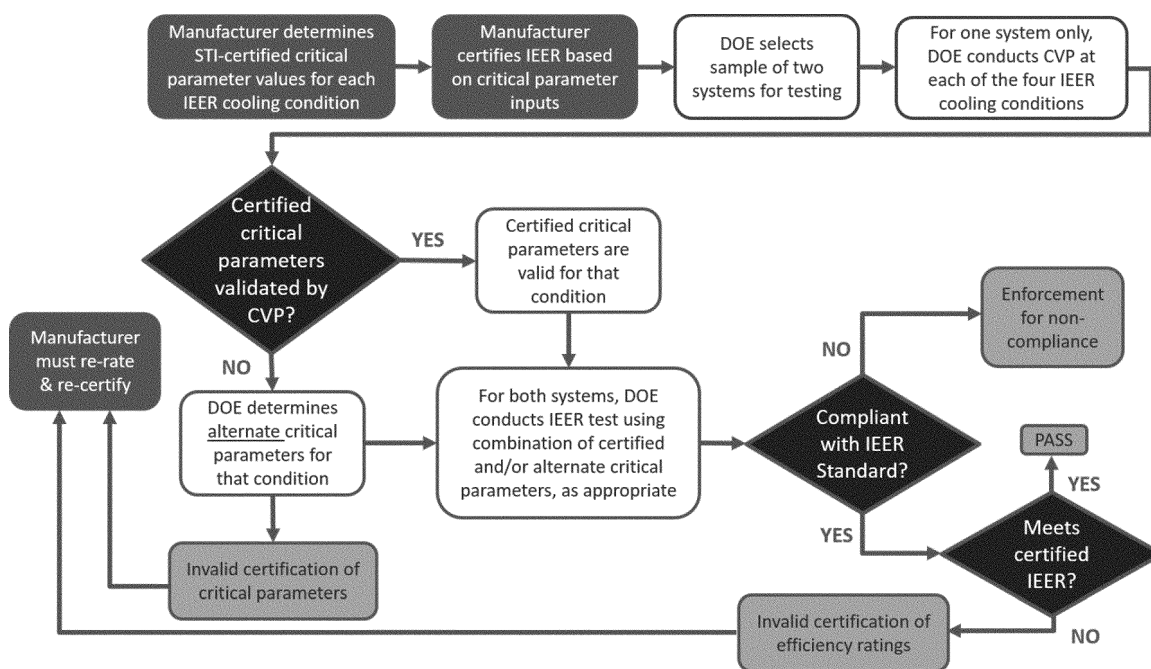 Manufacturer determines
STI-certified critical
parameter values for each
IEER cooling condition
Manufacturer
certifies IEER based
on critical parameter
inputs
DOE selects
sample of two
systems for testing
For one system only,
DOE conducts CVP at
each of the four IEER
cooling conditions
Certified
critical
parameters
validated by
CVP?
YES
Certified critical
parameters are
valid for that
condition
NO
Manufacturer
must re-rate
& re-certify
DOE determines
alternate critical
parameters for
that condition
For both systems, DOE
conducts IEER test using
combination of certified
and/or alternate critical
parameters, as appropriate
Invalid certification of
critical parameters
Compliant
with IEER
Standard?
NO
Enforcement
for non-
compliance
YES
Meets
certified
IEER?
YES
PASS
NO
Invalid certification of
efficiency ratings